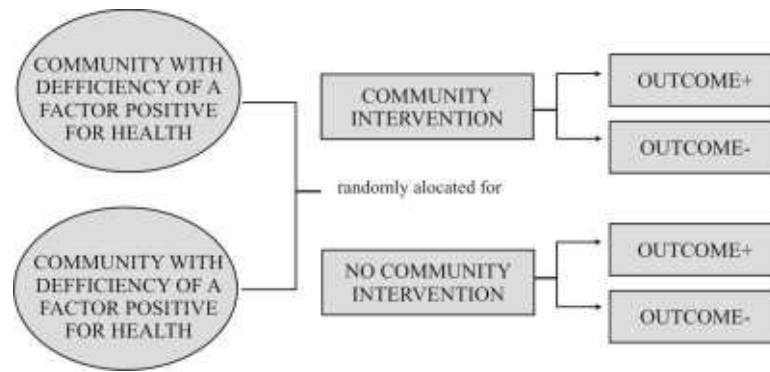 COMMUNITY WITH
DEFFICIENCY OF A
FACTOR POSITIVE
FOR HEALTH
COMMUNITY
INTERVENTION
OUTCOME+
OUTCOME-
randomly alocated for
COMMUNITY WITH
DEFFICIENCY OF A
FACTOR POSITIVE
FOR HEALTH
NO COMMUNITY
INTERVENTION
OUTCOME+
OUTCOME-